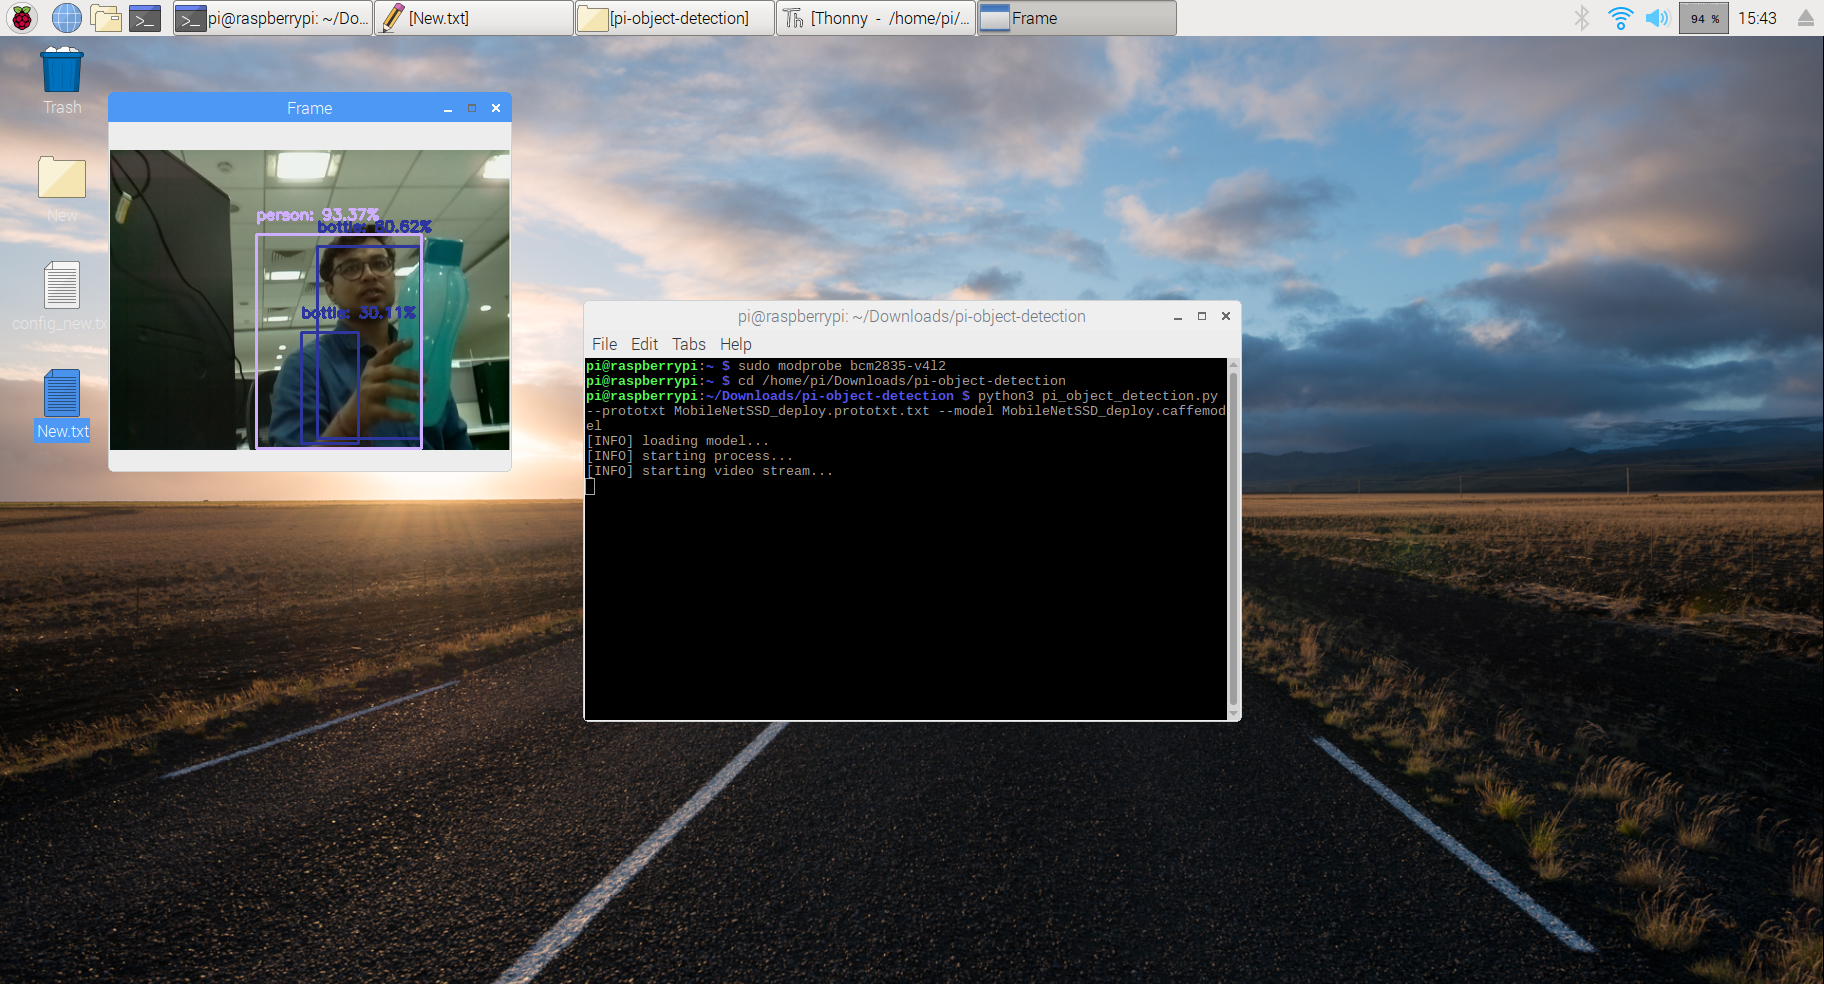 pi@raspberrypi: ~/Do...
[New.txt]
[pi-object-detection]
[Thonny - /home/pi/...
Frame
94 %
15:43
Trash
New
config_new.tx
New.txt
Frame
person: 93.37%
bottle: 80.62%
bottle: 30.11%
pi@raspberrypi: ~/Downloads/pi-object-detection
File Edit Tabs Help
pi@raspberrypi:~ $ sudo modprobe bcm2835-v4l2
pi@raspberrypi:~ $ cd /home/pi/Downloads/pi-object-detection
pi@raspberrypi:~/Downloads/pi-object-detection $ python3 pi_object_detection.py
--prototxt MobileNetSSD_deploy.prototxt.txt --model MobileNetSSD_deploy.caffemod
el
[INFO] loading model...
[INFO] starting process...
[INFO] starting video stream...